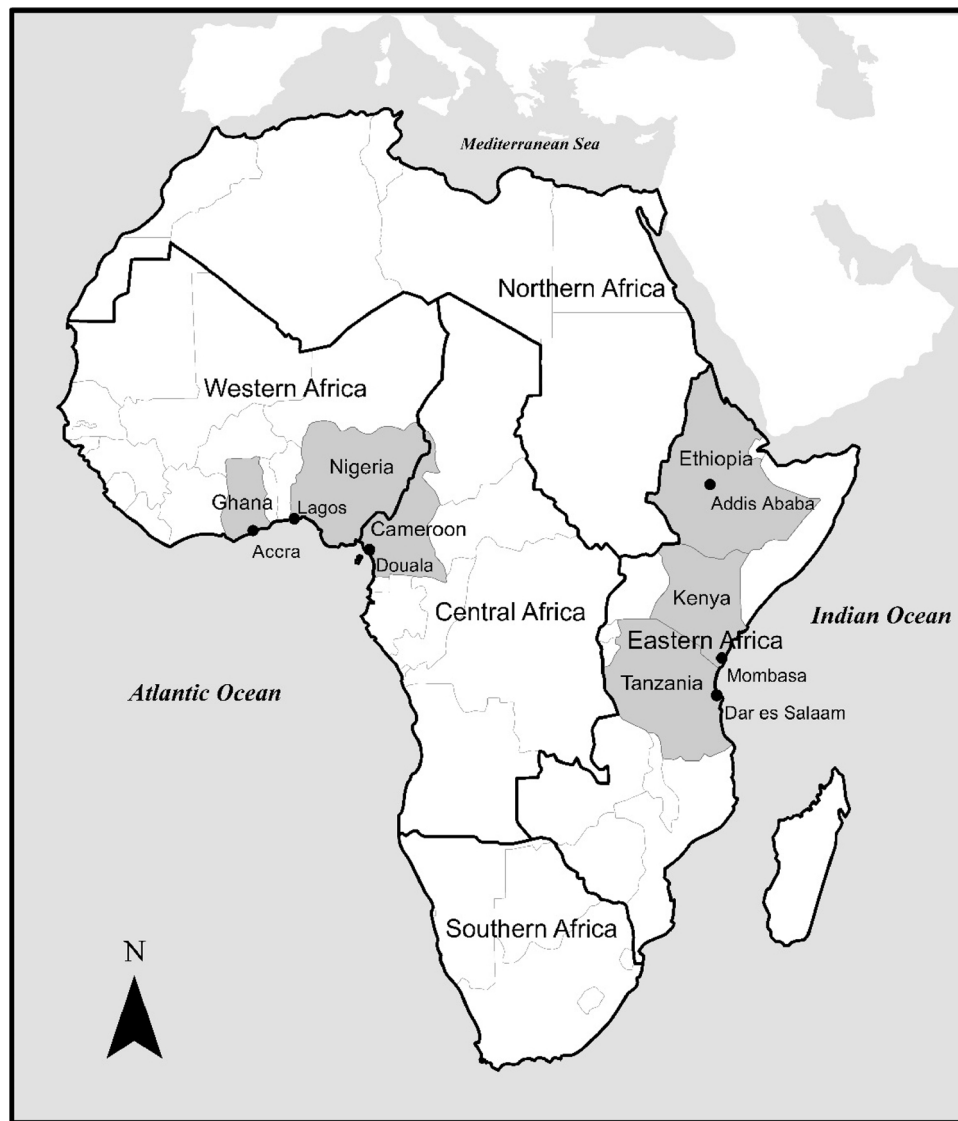 Mediterranean Sea
Northern Africa
Western Africa
Nigeria
Ethiopia
Ghana
Lagos
Addis Ababa
Cameroon
Accra
Douala
Kenya
Central Africa
Indian Ocean
Eastern Africa
Mombasa
Tanzania
Atlantic Ocean
Dar es Salaam
Southern Africa
N